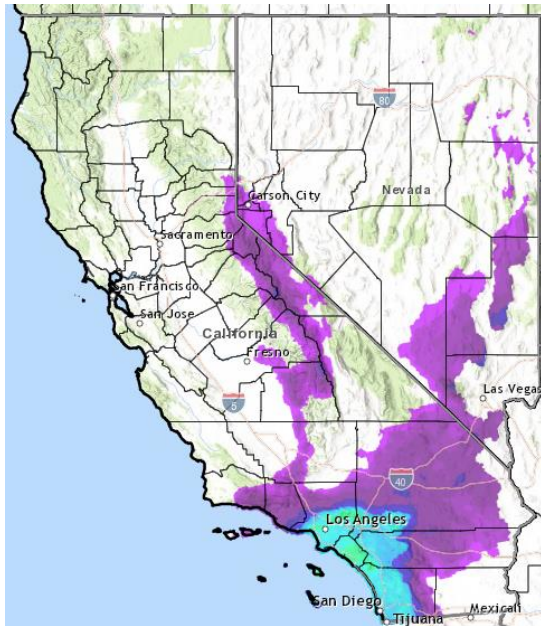 80
Carson City
Nevada
Sacramento
San Francisco
San Jose
California
Fresno
Las Vegas
5
40
Los Angeles
San Diego
Mexicali
Tijuana